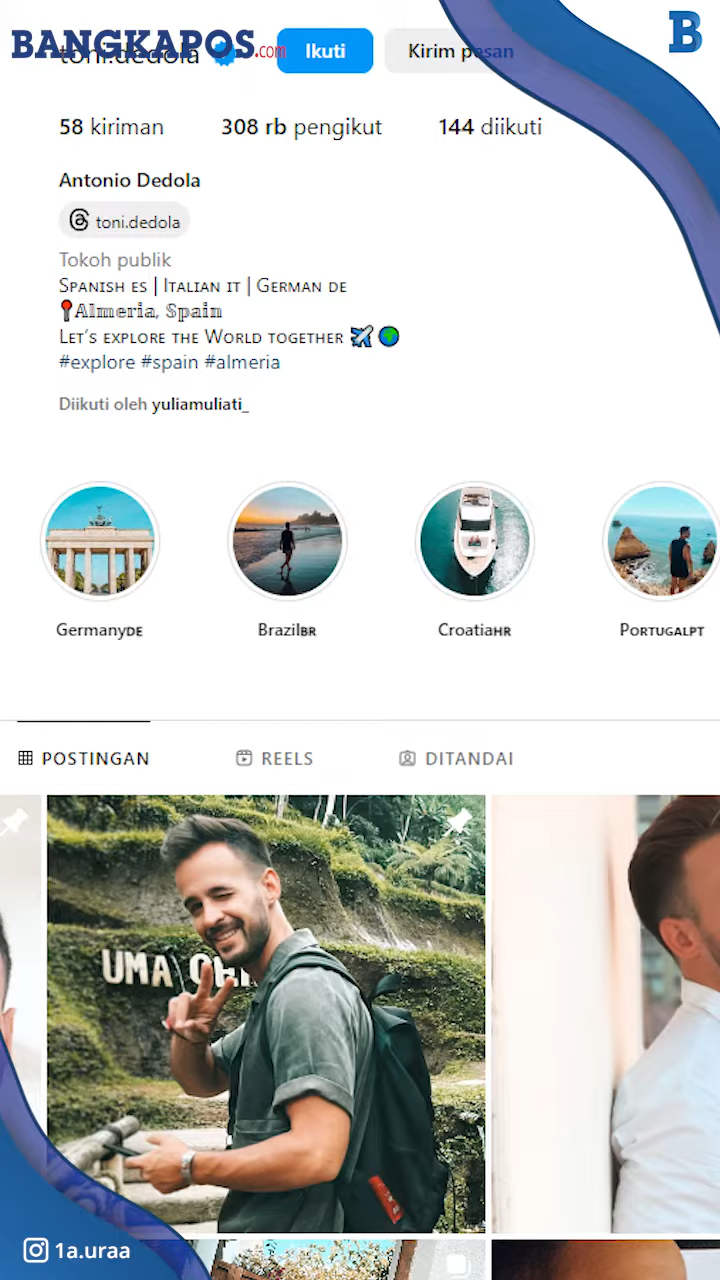 BANGKAPOS.com
B
toni.dedola
Ikuti
Kirim pesan
58 kiriman
308 rb pengikut
144 diikuti
Antonio Dedola
toni.dedola
Tokoh publik
Spanish es | Italian it | German de
📍Almeria, Spain
Let's explore the World together ✈️🌍
#explore #spain #almeria
Diikuti oleh yuliamuliati_
GermanyDE
BrazilBR
CroatiaHR
PortugalPT
POSTINGAN
REELS
DITANDAI
UMA
1a.uraa